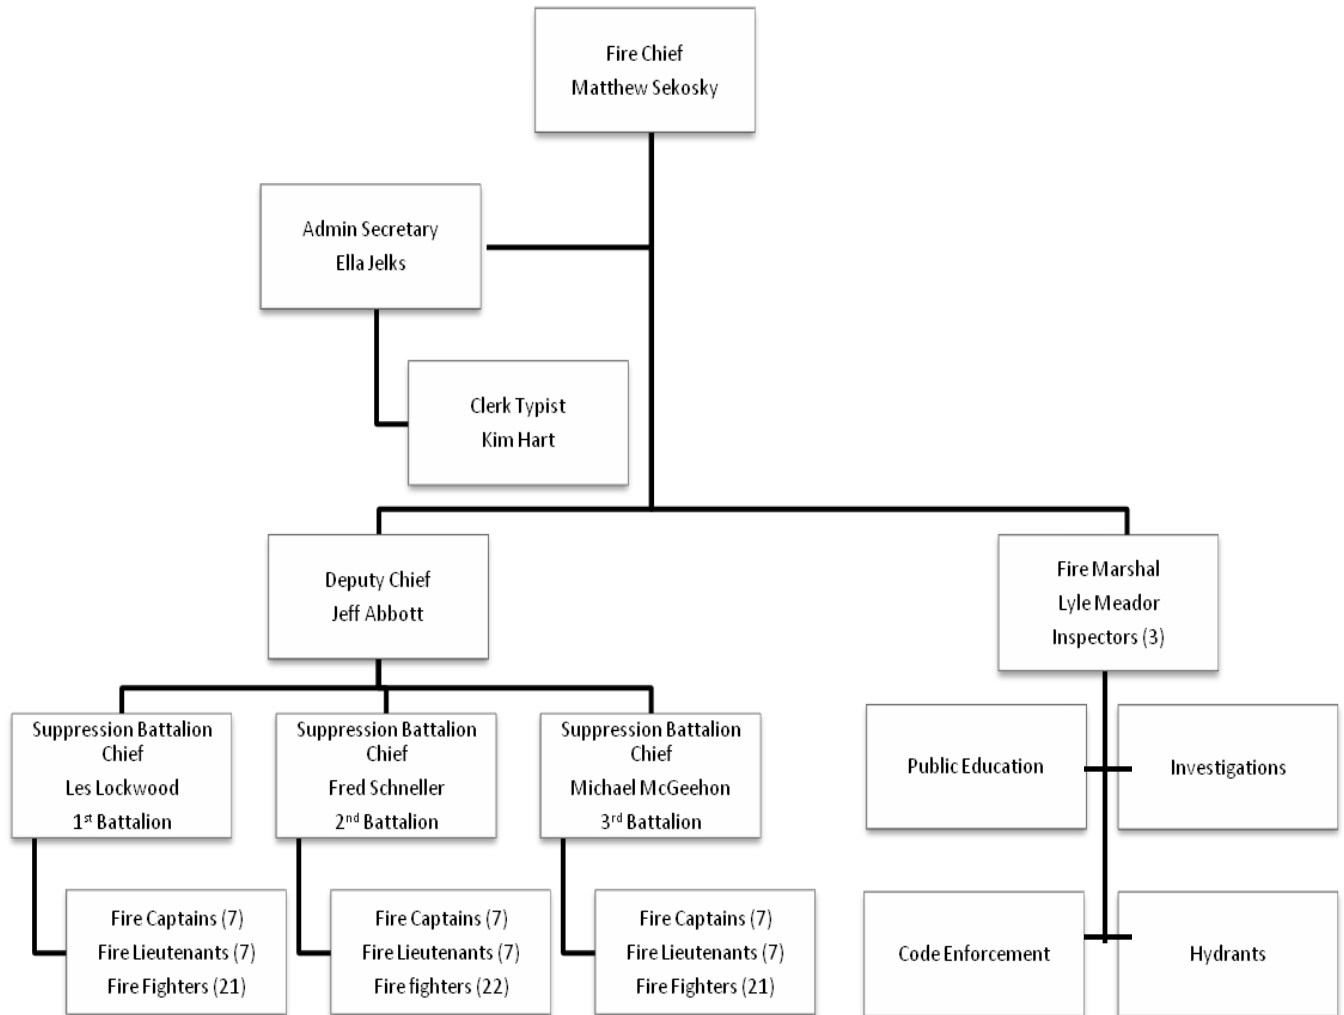 Fire Chief
Matthew Sekosky
Admin Secretary
Ella Jelks
Clerk Typist
Kim Hart
Deputy Chief
Jeff Abbott
Fire Marshal
Lyle Meador
Inspectors (3)
Suppression Battalion
Chief
Les Lockwood
1st Battalion
Suppression Battalion
Chief
Fred Schneller
2nd Battalion
Suppression Battalion
Chief
Michael McGeehon
3rd Battalion
Public Education
Investigations
Fire Captains (7)
Fire Lieutenants (7)
Fire Fighters (21)
Fire Captains (7)
Fire Lieutenants (7)
Fire fighters (22)
Fire Captains (7)
Fire Lieutenants (7)
Fire Fighters (21)
Code Enforcement
Hydrants